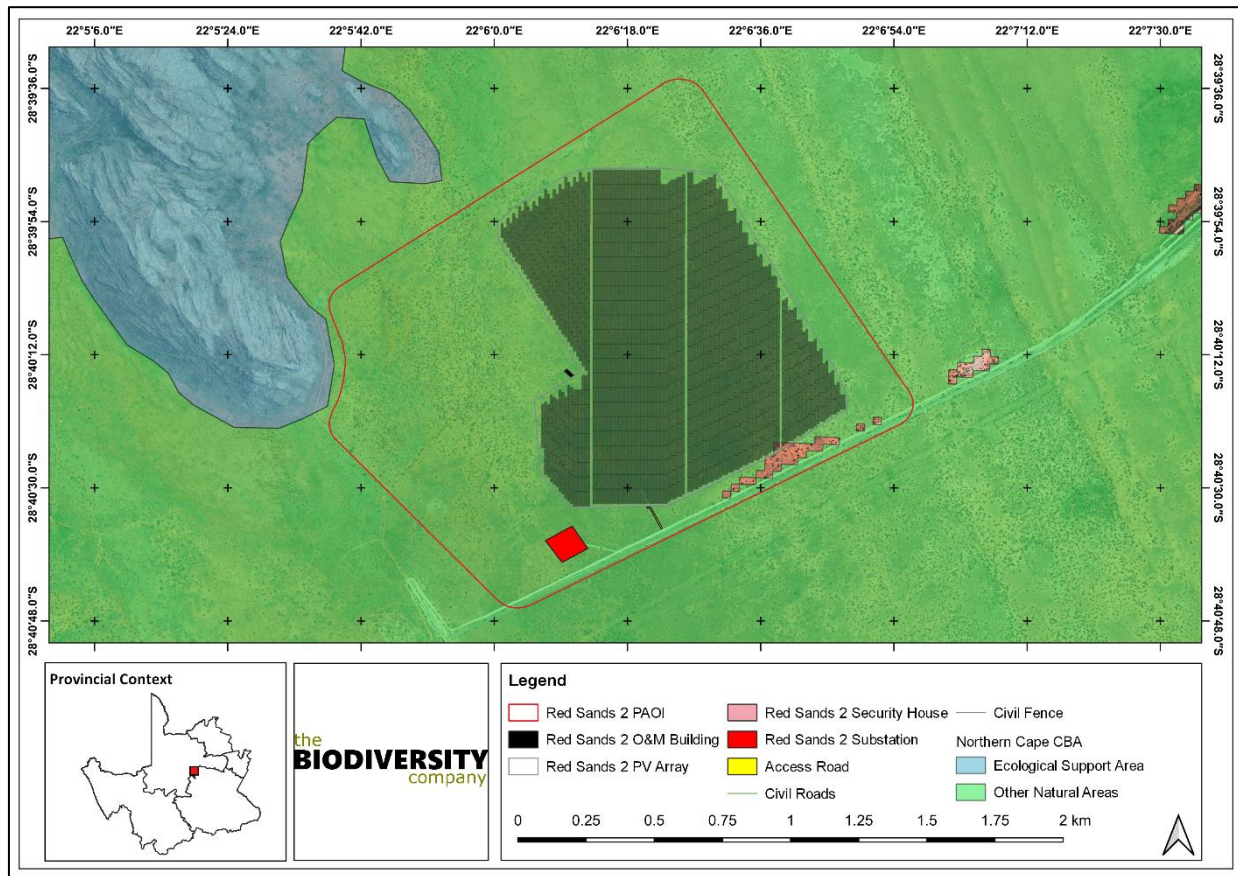 22°5'6.0"E 22°5'24.0"E 22°5'42.0"E 22°6'0.0"E 22°6'18.0"E 22°6'36.0"E 22°6'54.0"E 22°7'12.0"E 22°7'30.0"E
28°39'36.0"S 28°39'36.0"S
28°39'54.0"S 28°39'54.0"S
28°40'12.0"S 28°40'12.0"S
28°40'30.0"S 28°40'30.0"S
28°40'48.0"S 28°40'48.0"S
Provincial Context
the
BIODIVERSITY
company
Legend
Red Sands 2 PAOI
Red Sands 2 O&M Building
Red Sands 2 PV Array
Red Sands 2 Security House
Red Sands 2 Substation
Access Road
Civil Roads
Civil Fence
Northern Cape CBA
Ecological Support Area
Other Natural Areas
0 0.25 0.5 0.75 1 1.25 1.5 1.75 2 km